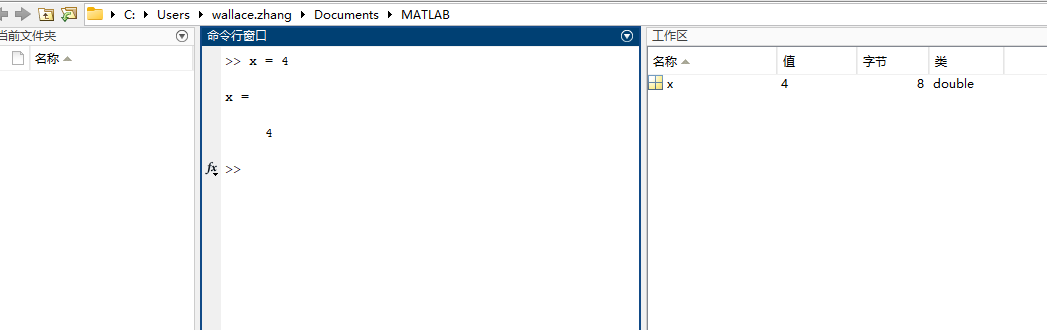 C: Users wallace.zhang Documents MATLAB
当前文件夹
名称
命令行窗口
>> x = 4
x =
4
fx >>
工作区
名称 值 字节 类
x 4 8 double